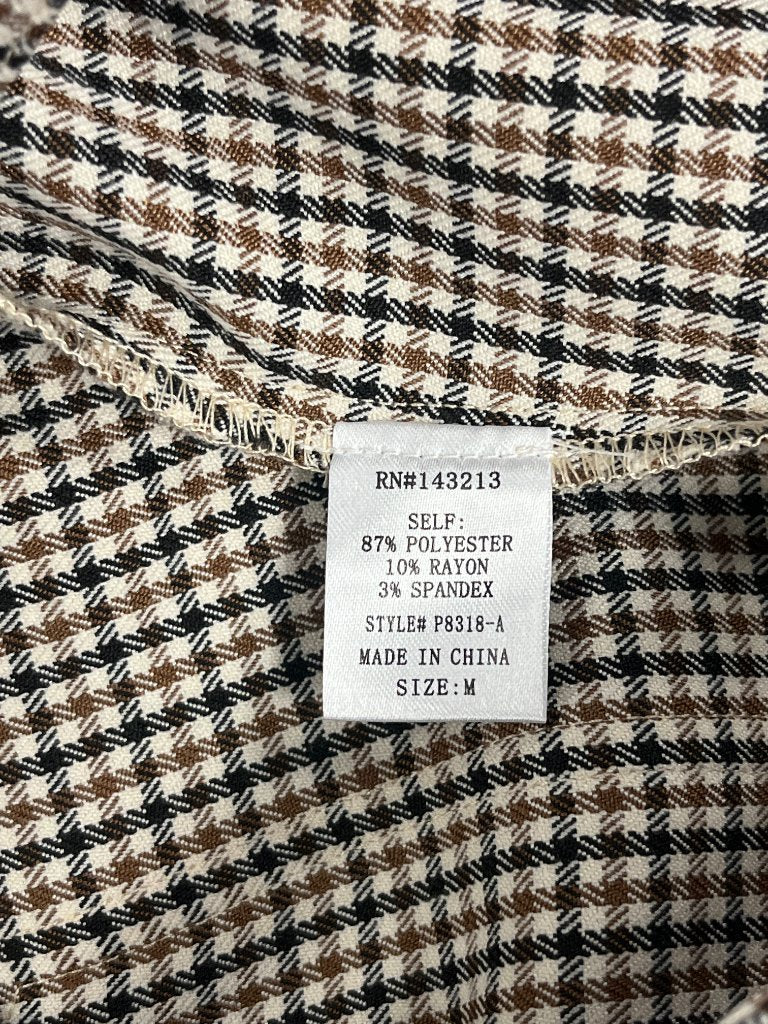 RN#143213
SELF:
87% POLYESTER
10% RAYON
3% SPANDEX
STYLE# P8318-A
MADE IN CHINA
SIZE:M